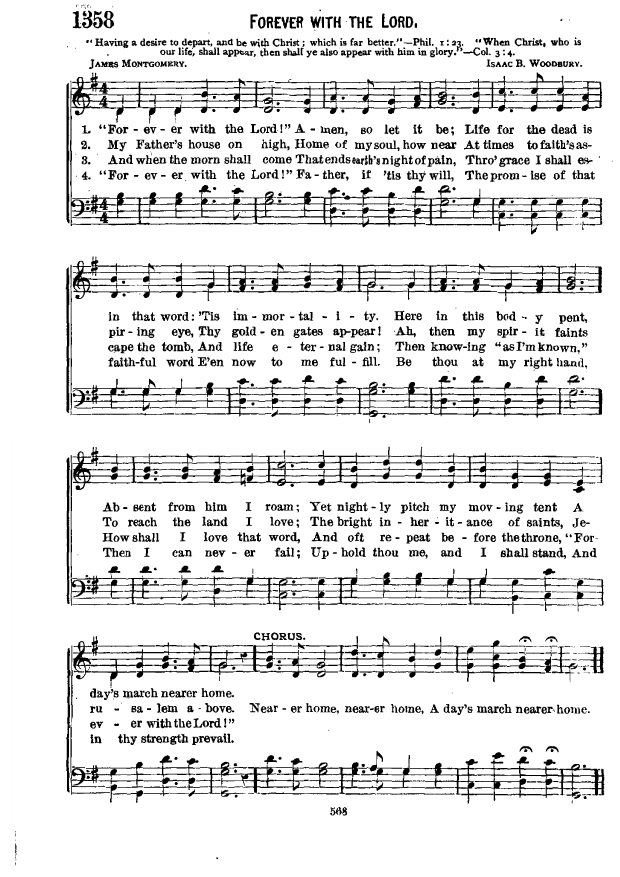 1353
FOREVER WITH THE LORD.
"Having a desire to depart, and be with Christ; which is far better."—Phil. 1:23. "When Christ, who is
our life, shall appear, then shall ye also appear with him in glory."—Col. 3:4.
JAMES MONTGOMERY. ISAAC B. WOODBURY.
1. "For - ev - er with the Lord!" A - men, so let it be; Life for the dead is
2. My Father's house on high, Home of my soul, how near At times to faith's as-
3. And when the morn shall come That ends earth's night of pain, Thro' grace I shall es-
4. "For - ev - er with the Lord!" Fa - ther, if 'tis thy will, The prom - ise of that
in that word: 'Tis im - mor - tal - i - ty. Here in this bod - y pent,
pir - ing eye, Thy gold - en gates ap-pear! Ah, then my spir - it faints
cape the tomb, And life e - ter - nal gain; Then know-ing "as I'm known,"
faith-ful word E'en now to me ful - fill. Be thou at my right hand,
Ab - sent from him I roam; Yet night - ly pitch my mov - ing tent A
To reach the land I love; The bright in - her - it - ance of saints, Je-
How shall I love that word, And oft re - peat be - fore the throne, "For
Then I can nev - er fail; Up - hold thou me, and I shall stand, And
CHORUS.
day's march nearer home.
ru - sa - lem a - bove. Near - er home, near-er home, A day's march nearer home.
ev - er with the Lord!"
in thy strength prevail.
568